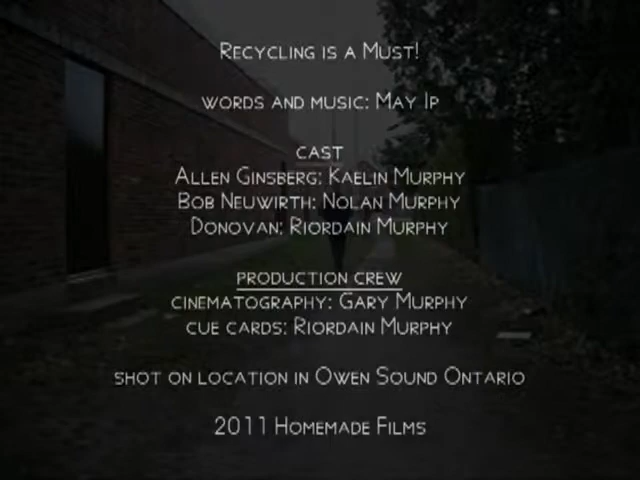 Recycling is a Must!
words and music: May Ip
cast
Allen Ginsberg: Kaelin Murphy
Bob Neuwirth: Nolan Murphy
Donovan: Riordain Murphy
production crew
cinematography: Gary Murphy
cue cards: Riordain Murphy
shot on location in Owen Sound Ontario
2011 Homemade Films